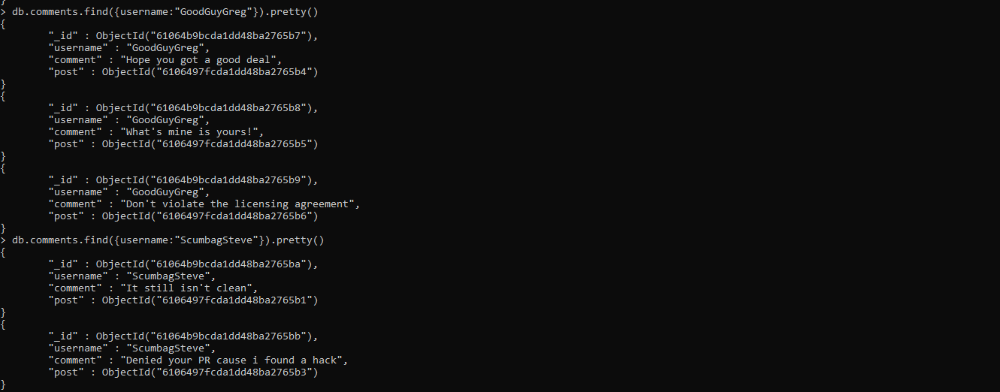 }
> db.comments.find({username:"GoodGuyGreg"}).pretty()
{
        "_id" : ObjectId("61064b9bcda1dd48ba2765b7"),
        "username" : "GoodGuyGreg",
        "comment" : "Hope you got a good deal",
        "post" : ObjectId("6106497fcda1dd48ba2765b4")
}
{
        "_id" : ObjectId("61064b9bcda1dd48ba2765b8"),
        "username" : "GoodGuyGreg",
        "comment" : "What's mine is yours!",
        "post" : ObjectId("6106497fcda1dd48ba2765b5")
}
{
        "_id" : ObjectId("61064b9bcda1dd48ba2765b9"),
        "username" : "GoodGuyGreg",
        "comment" : "Don't violate the licensing agreement",
        "post" : ObjectId("6106497fcda1dd48ba2765b6")
}
> db.comments.find({username:"ScumbagSteve"}).pretty()
{
        "_id" : ObjectId("61064b9bcda1dd48ba2765ba"),
        "username" : "ScumbagSteve",
        "comment" : "It still isn't clean",
        "post" : ObjectId("6106497fcda1dd48ba2765b1")
}
{
        "_id" : ObjectId("61064b9bcda1dd48ba2765bb"),
        "username" : "ScumbagSteve",
        "comment" : "Denied your PR cause i found a hack",
        "post" : ObjectId("6106497fcda1dd48ba2765b3")
}